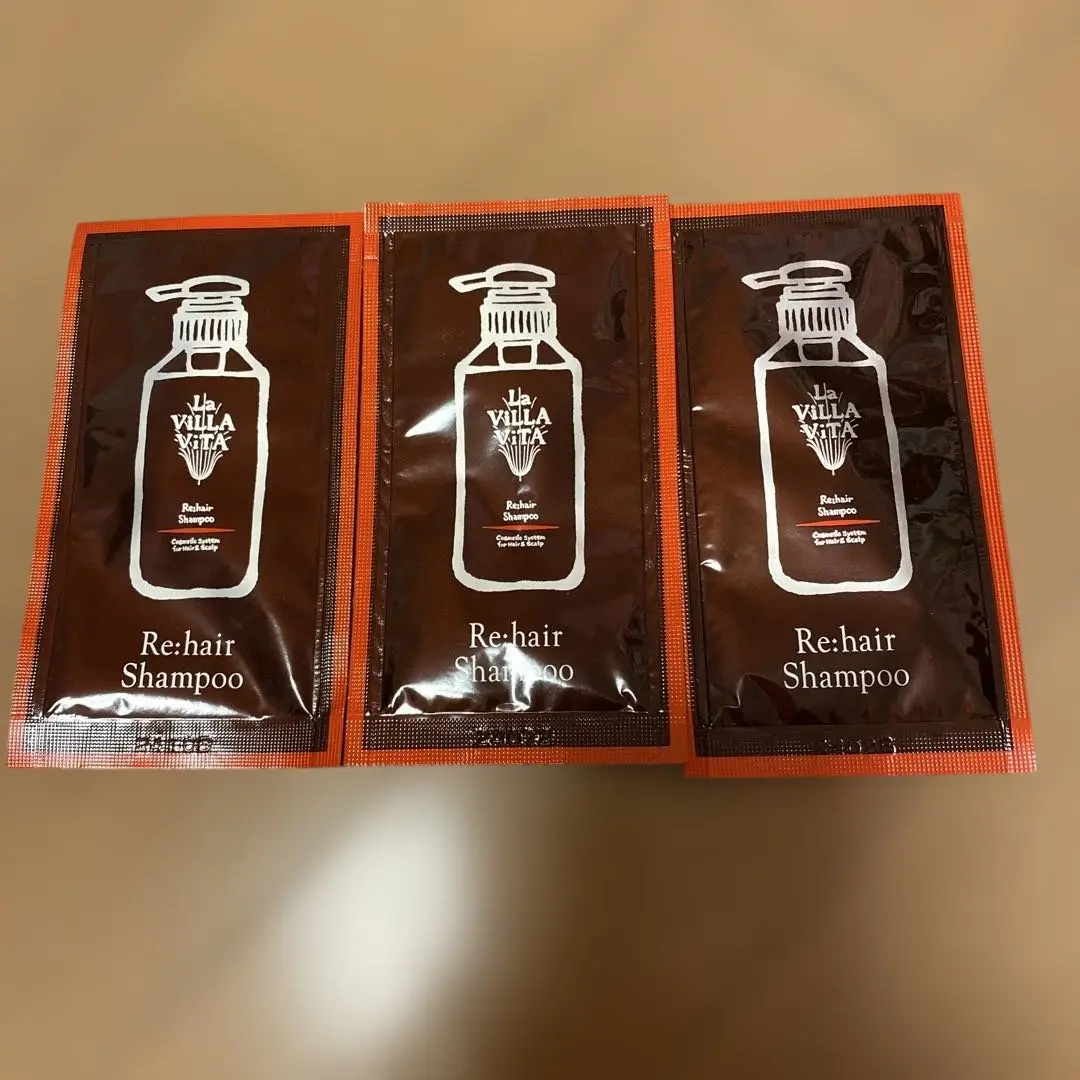 La
ViLLA
ViTA
Re:hair
Shampoo
Cosmetic System
for Hair & Scalp
Re:hair
Shampoo
La
ViLLA
ViTA
Re:hair
Shampoo
Cosmetic System
for Hair & Scalp
Re:hair
Shampoo
La
ViLLA
ViTA
Re:hair
Shampoo
Cosmetic System
for Hair & Scalp
Re:hair
Shampoo